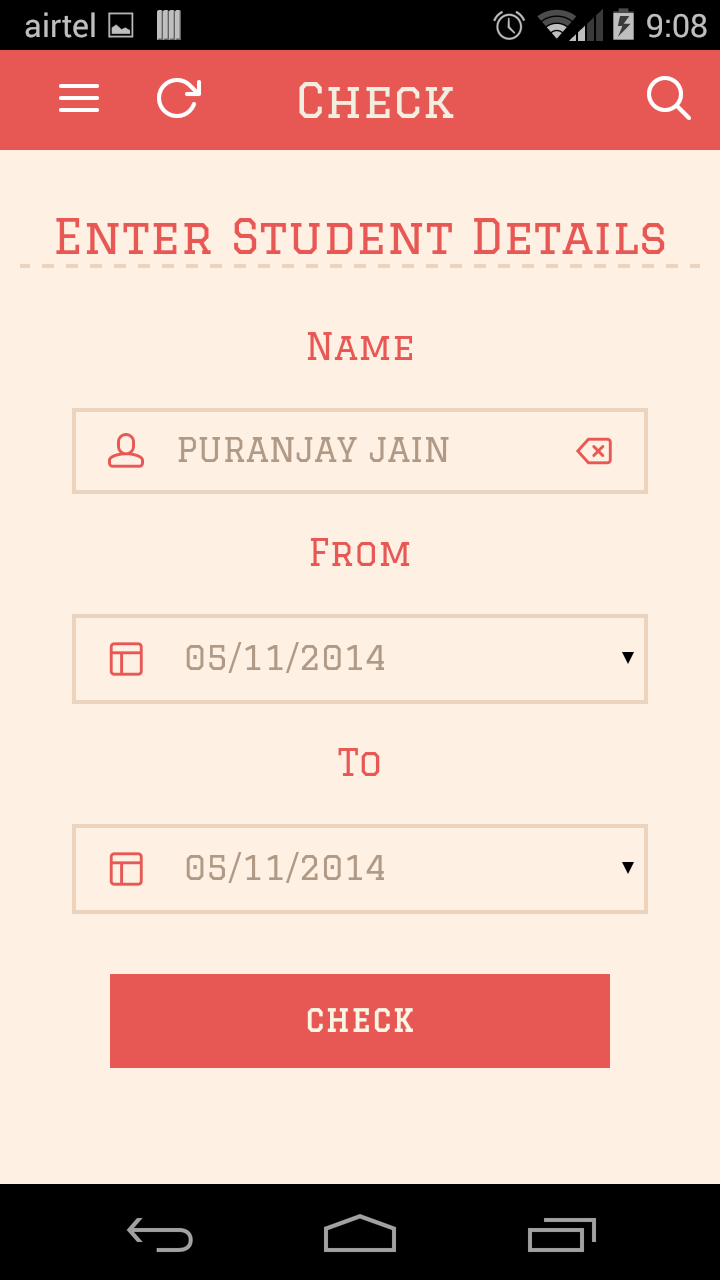 airtel 9:08
Check
Enter Student Details
Name
PURANJAY JAIN
From
05/11/2014
To
05/11/2014
CHECK